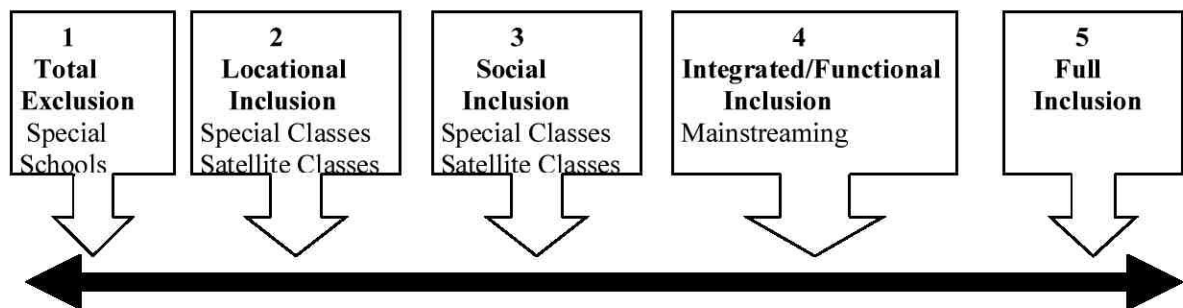 1
Total
Exclusion
Special
Schools
2
Locational
Inclusion
Special Classes
Satellite Classes
3
Social
Inclusion
Special Classes
Satellite Classes
4
Integrated/Functional
Inclusion
Mainstreaming
5
Full
Inclusion